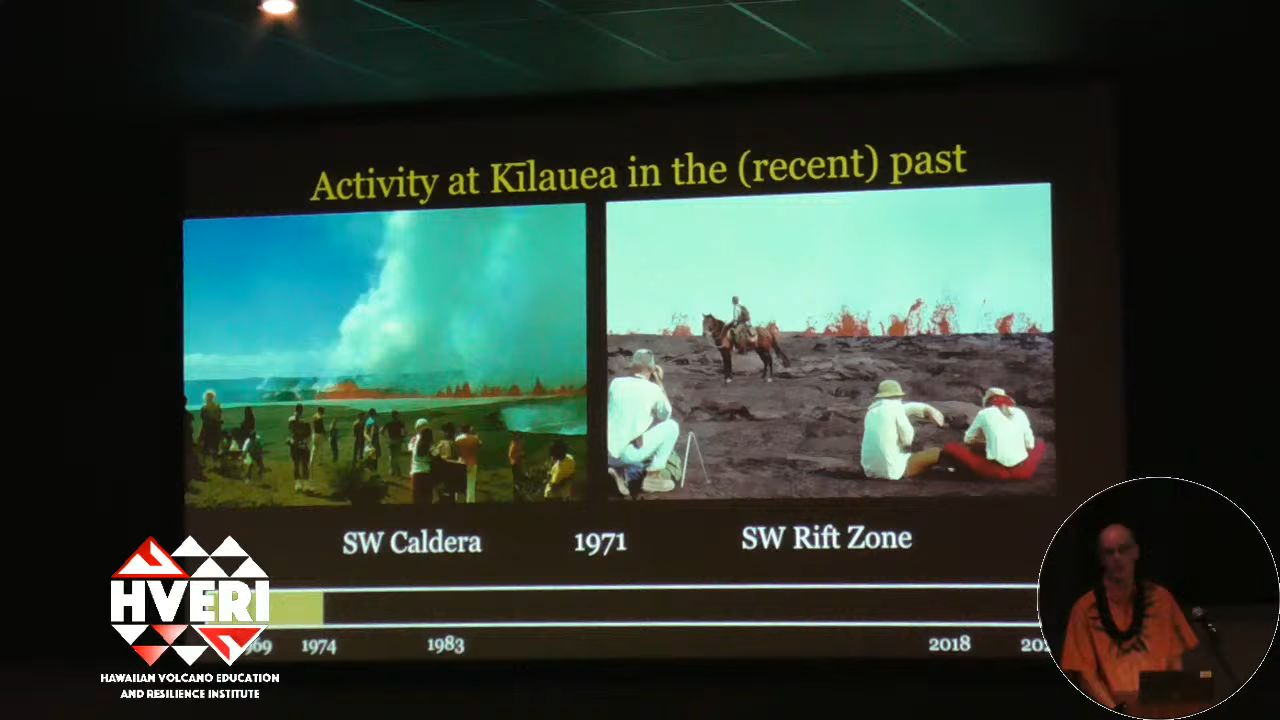 Activity at Kīlauea in the (recent) past
SW Caldera 1971 SW Rift Zone
1974 1983 2018
HVERI
HAWAIIAN VOLCANO EDUCATION
AND RESILIENCE INSTITUTE